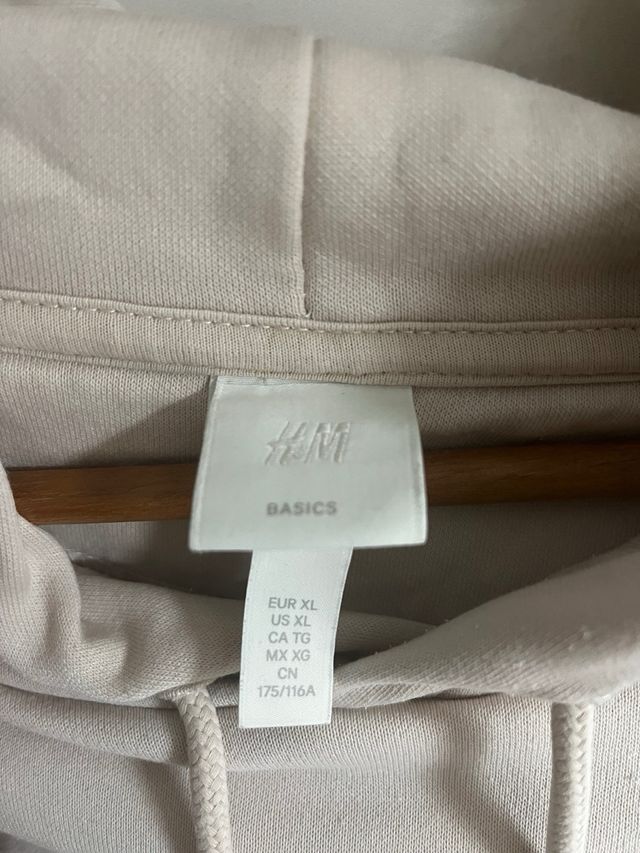 H&M
BASICS
EUR XL
US XL
CA TG
MX XG
CN
175/116A